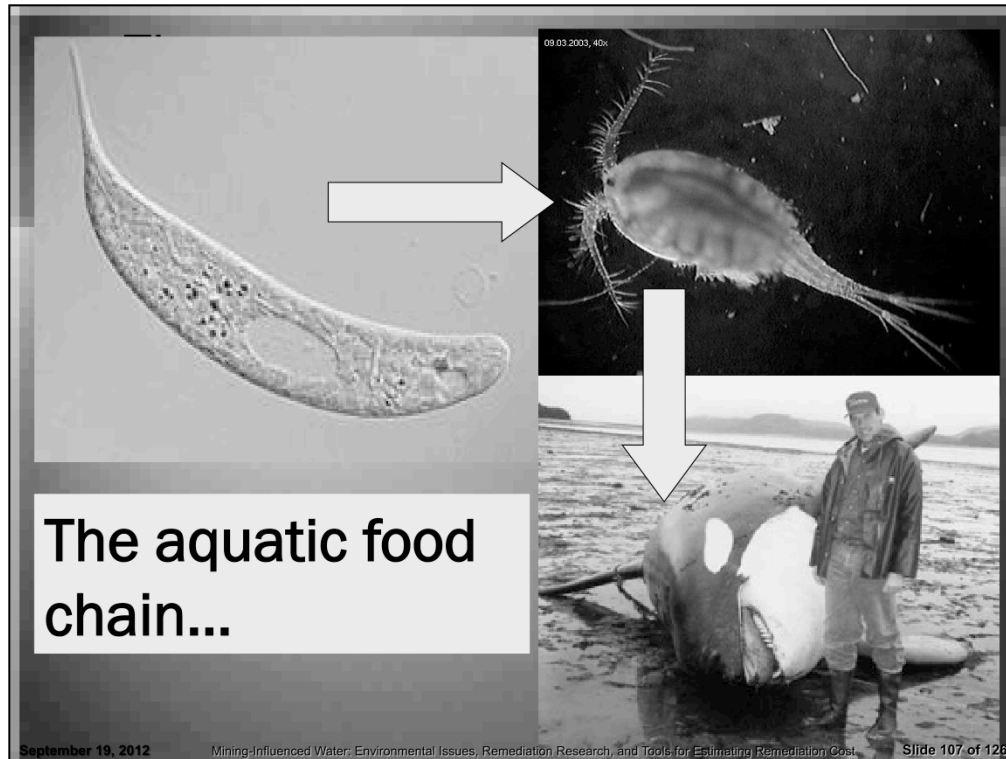 09.03.2003, 40x
The aquatic food
chain...
September 19, 2012
Mining-Influenced Water: Environmental Issues, Remediation Research, and Tools for Estimating Remediation Cost
Slide 107 of 126